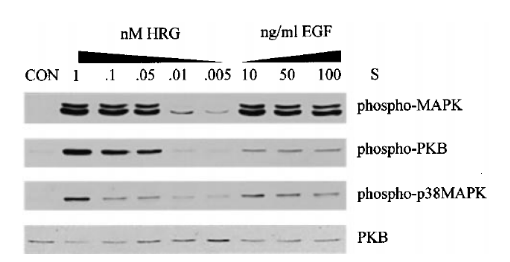 nM HRG ng/ml EGF
CON 1 .1 .05 .01 .005 10 50 100 S
phospho-MAPK
phospho-PKB
phospho-p38MAPK
PKB